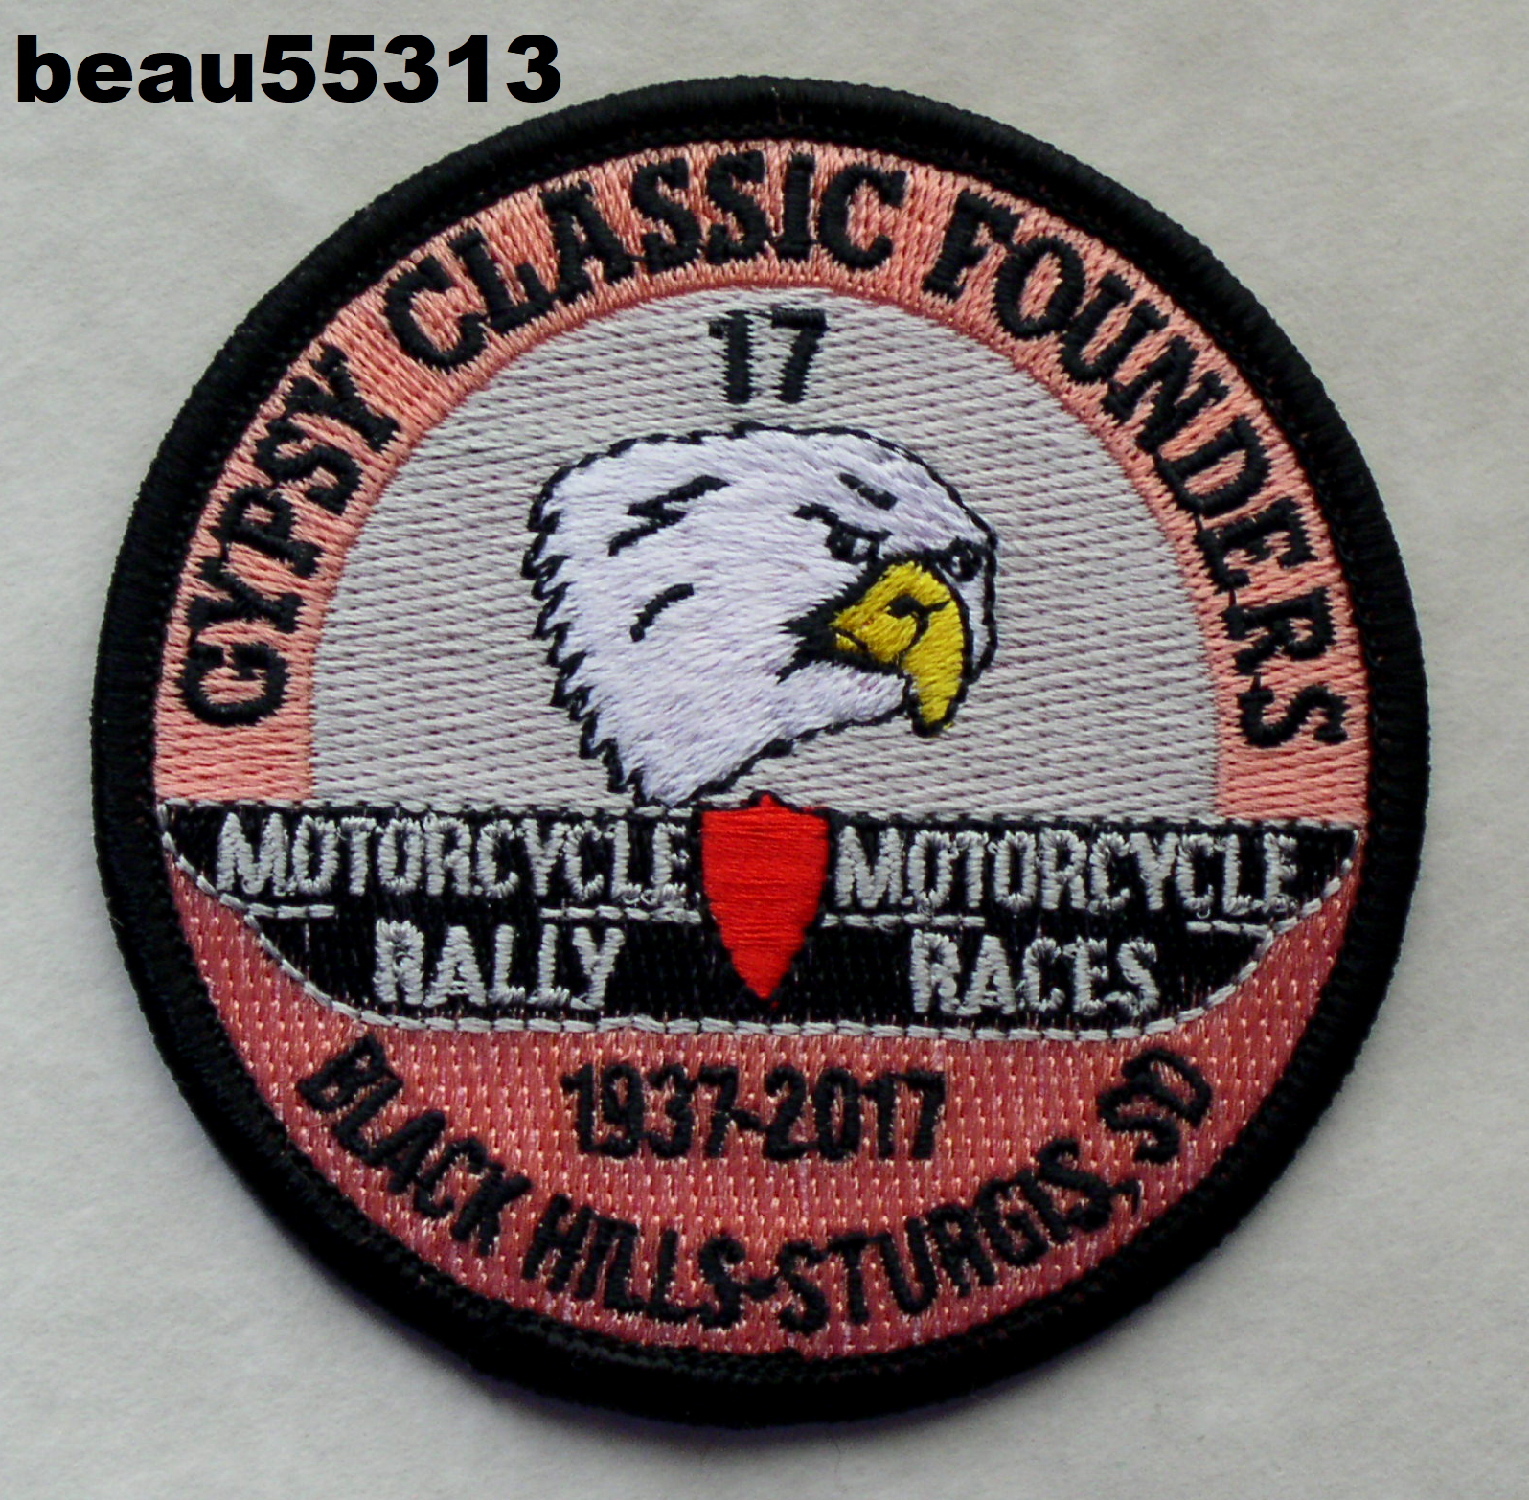 beau55313
GYPSY CLASSIC FOUNDERS
17
MOTORCYCLE
RALLY
MOTORCYCLE
RACES
1937-2017
BLACK HILLS-STURGIS, SD